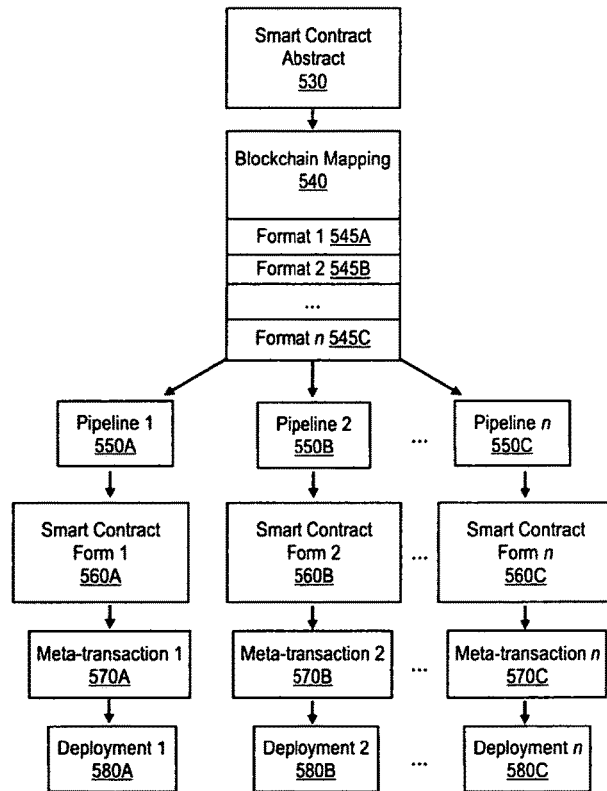 Smart Contract
Abstract
530
Blockchain Mapping
540
Format 1 545A
Format 2 545B
...
Format n 545C
Pipeline 1
550A
Pipeline 2
550B
...
Pipeline n
550C
Smart Contract
Form 1
560A
Smart Contract
Form 2
560B
...
Smart Contract
Form n
560C
Meta-transaction 1
570A
Meta-transaction 2
570B
...
Meta-transaction n
570C
Deployment 1
580A
Deployment 2
580B
...
Deployment n
580C